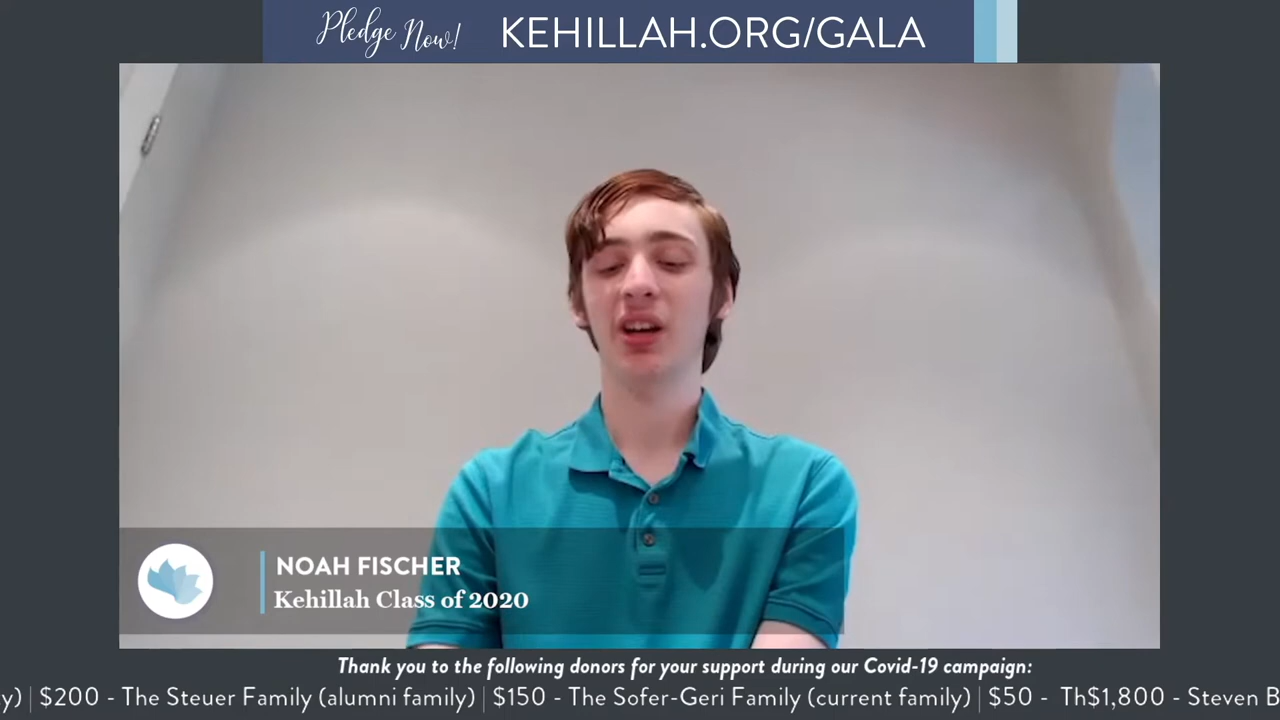 Pledge Now! KEHILLAH.ORG/GALA
NOAH FISCHER
Kehillah Class of 2020
Thank you to the following donors for your support during our Covid-19 campaign:
y) | $200 - The Steuer Family (alumni family) | $150 - The Sofer-Geri Family (current family) | $50 - Th$1,800 - Steven B